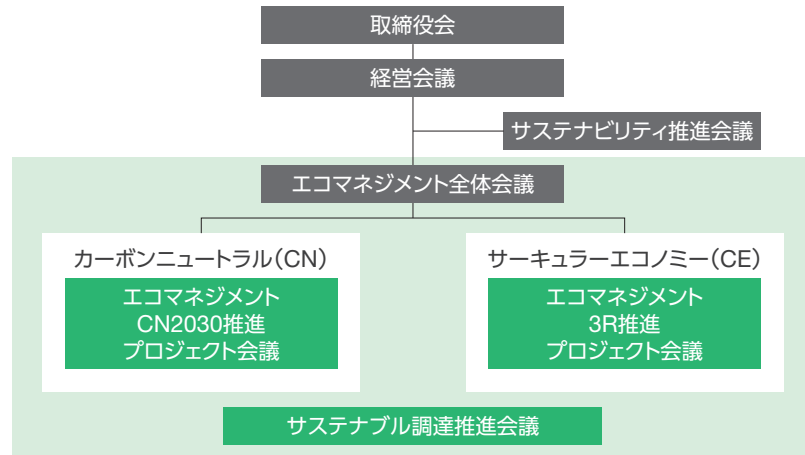 取締役会
経営会議
サステナビリティ推進会議
エコマネジメント全体会議
カーボンニュートラル（CN）
エコマネジメント
CN2030推進
プロジェクト会議
サーキュラーエコノミー（CE）
エコマネジメント
3R推進
プロジェクト会議
サステナブル調達推進会議